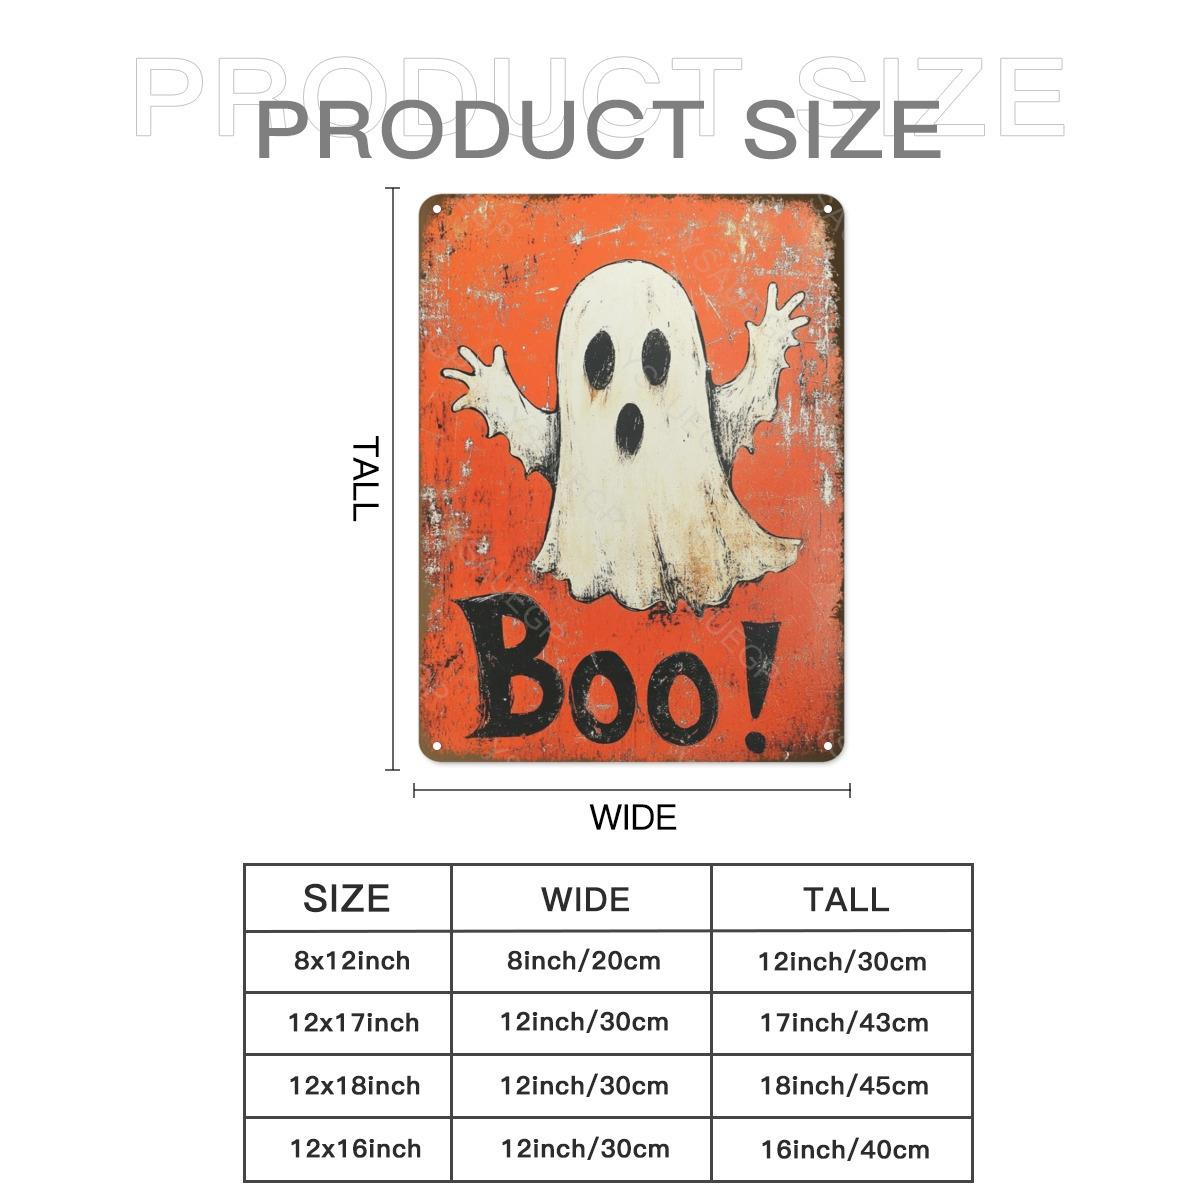 PRODUCT SIZE
PRODUCT SIZE
TALL
Boo!
WIDE
SIZE WIDE TALL
8x12inch 8inch/20cm 12inch/30cm
12x17inch 12inch/30cm 17inch/43cm
12x18inch 12inch/30cm 18inch/45cm
12x16inch 12inch/30cm 16inch/40cm